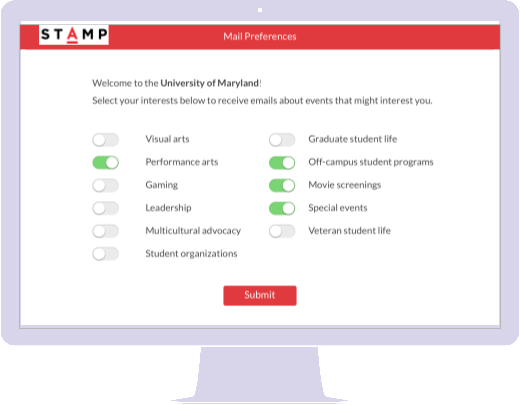 STAMP
Mail Preferences
Welcome to the University of Maryland!
Select your interests below to receive emails about events that might interest you.
Visual arts
Performance arts
Gaming
Leadership
Multicultural advocacy
Student organizations
Graduate student life
Off-campus student programs
Movie screenings
Special events
Veteran student life
Submit